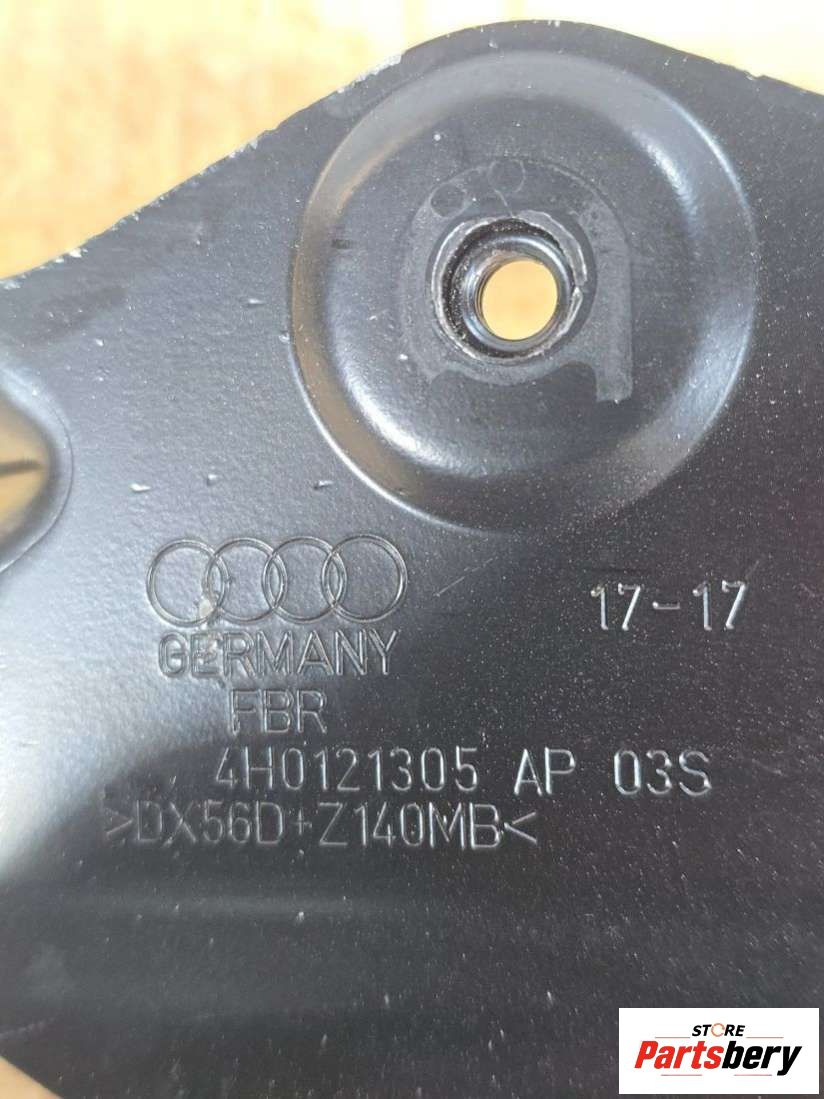 17-17
GERMANY
FBR
4H0121305 AP 03S
>DX56D+Z140MB<
STORE
Partsbery